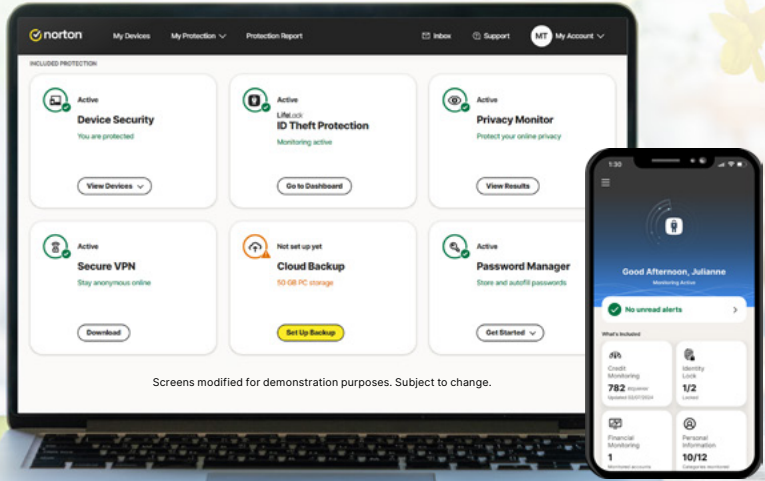 norton
My Devices
My Protection
Protection Report
Inbox
Support
MT
My Account
INCLUDED PROTECTION
Active
Device Security
You are protected
View Devices
Active
LifeLock
ID Theft Protection
Monitoring active
Go to Dashboard
Active
Privacy Monitor
Protect your online privacy
View Results
Active
Secure VPN
Stay anonymous online
Download
Not set up yet
Cloud Backup
50 GB PC storage
Set Up Backup
Active
Password Manager
Store and autofill passwords
Get Started
Screens modified for demonstration purposes. Subject to change.
1:30
Good Afternoon, Julianne
Monitoring Active
No unread alerts
What's Included
Credit
Monitoring
782
Updated 02/07/2024
Identity
Lock
1/2
Locked
Financial
Monitoring
1
Monitored accounts
Personal
Information
10/12
Categories monitored